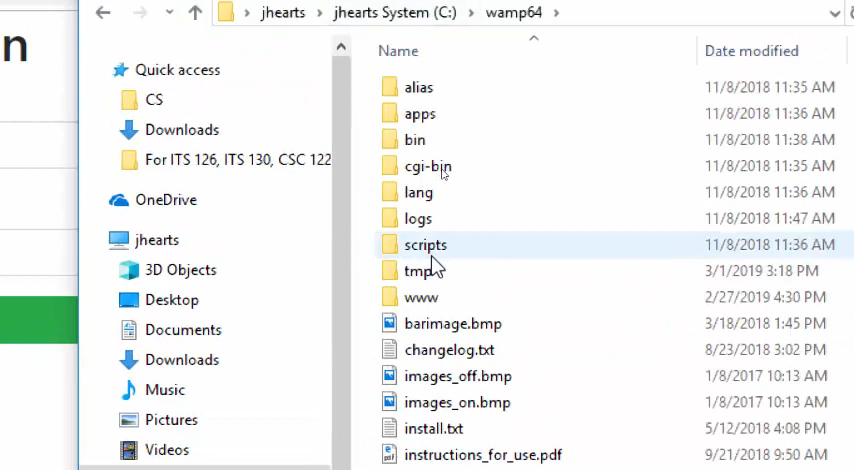 n
jhearts > jhearts System (C:) > wamp64 >
Name Date modified
Quick access
CS
Downloads
For ITS 126, ITS 130, CSC 122
OneDrive
jhearts
3D Objects
Desktop
Documents
Downloads
Music
Pictures
Videos
alias 11/8/2018 11:35 AM
apps 11/8/2018 11:36 AM
bin 11/8/2018 11:38 AM
cgi-bin 11/8/2018 11:35 AM
lang 11/8/2018 11:36 AM
logs 11/8/2018 11:47 AM
scripts 11/8/2018 11:36 AM
tmp 3/1/2019 3:18 PM
www 2/27/2019 4:30 PM
barimage.bmp 3/18/2018 1:45 PM
changelog.txt 8/23/2018 3:02 PM
images_off.bmp 1/8/2017 10:13 AM
images_on.bmp 1/8/2017 10:13 AM
install.txt 5/12/2018 4:08 PM
instructions_for_use.pdf 9/21/2018 9:50 AM